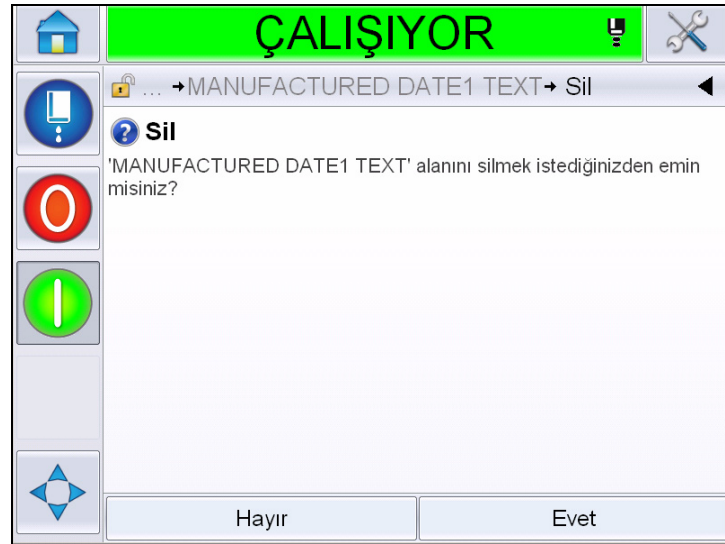 ÇALIŞIYOR
... →MANUFACTURED DATE1 TEXT→ Sil
Sil
'MANUFACTURED DATE1 TEXT' alanını silmek istediğinizden emin
misiniz?
Hayır
Evet